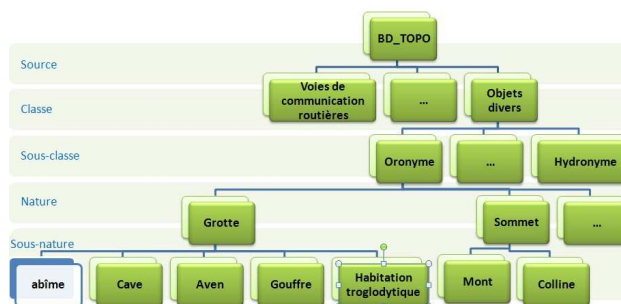 BD_TOPO
Source
Voies de
communication
routières
...
Objets
divers
Classe
Sous-classe
Oronyme
...
Hydronyme
Nature
Grotte
Sommet
...
Sous-nature
abîme
Cave
Aven
Gouffre
Habitation
troglodytique
Mont
Colline